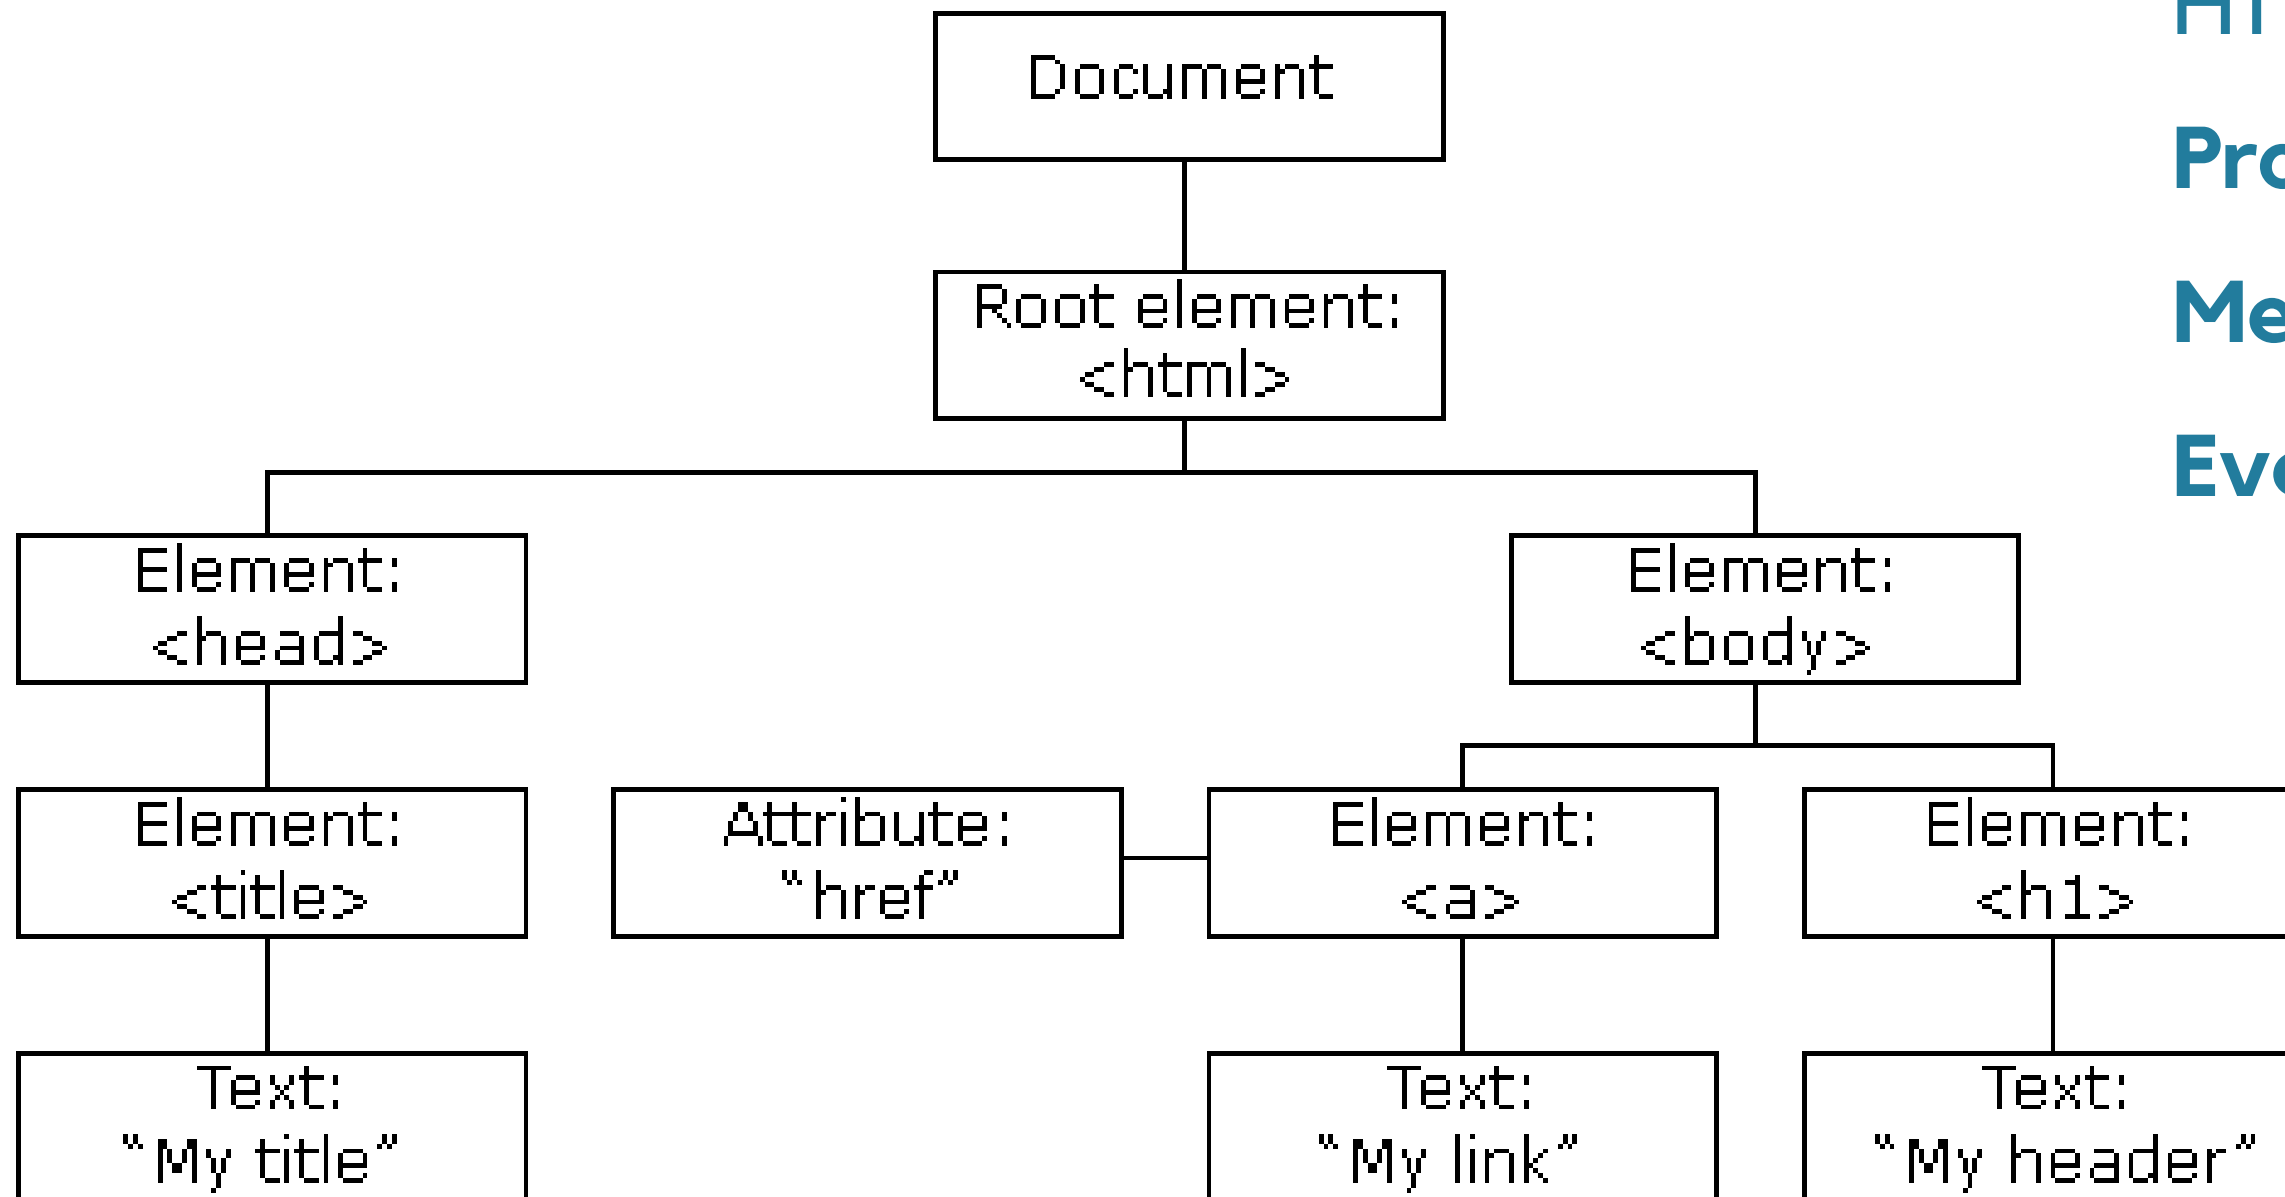 Document
Root element:
<html>
Element:
<head>
Element:
<body>
Element:
<title>
Attribute:
"href"
Element:
<a>
Element:
<h1>
Text:
"My title"
Text:
"My link"
Text:
"My header"